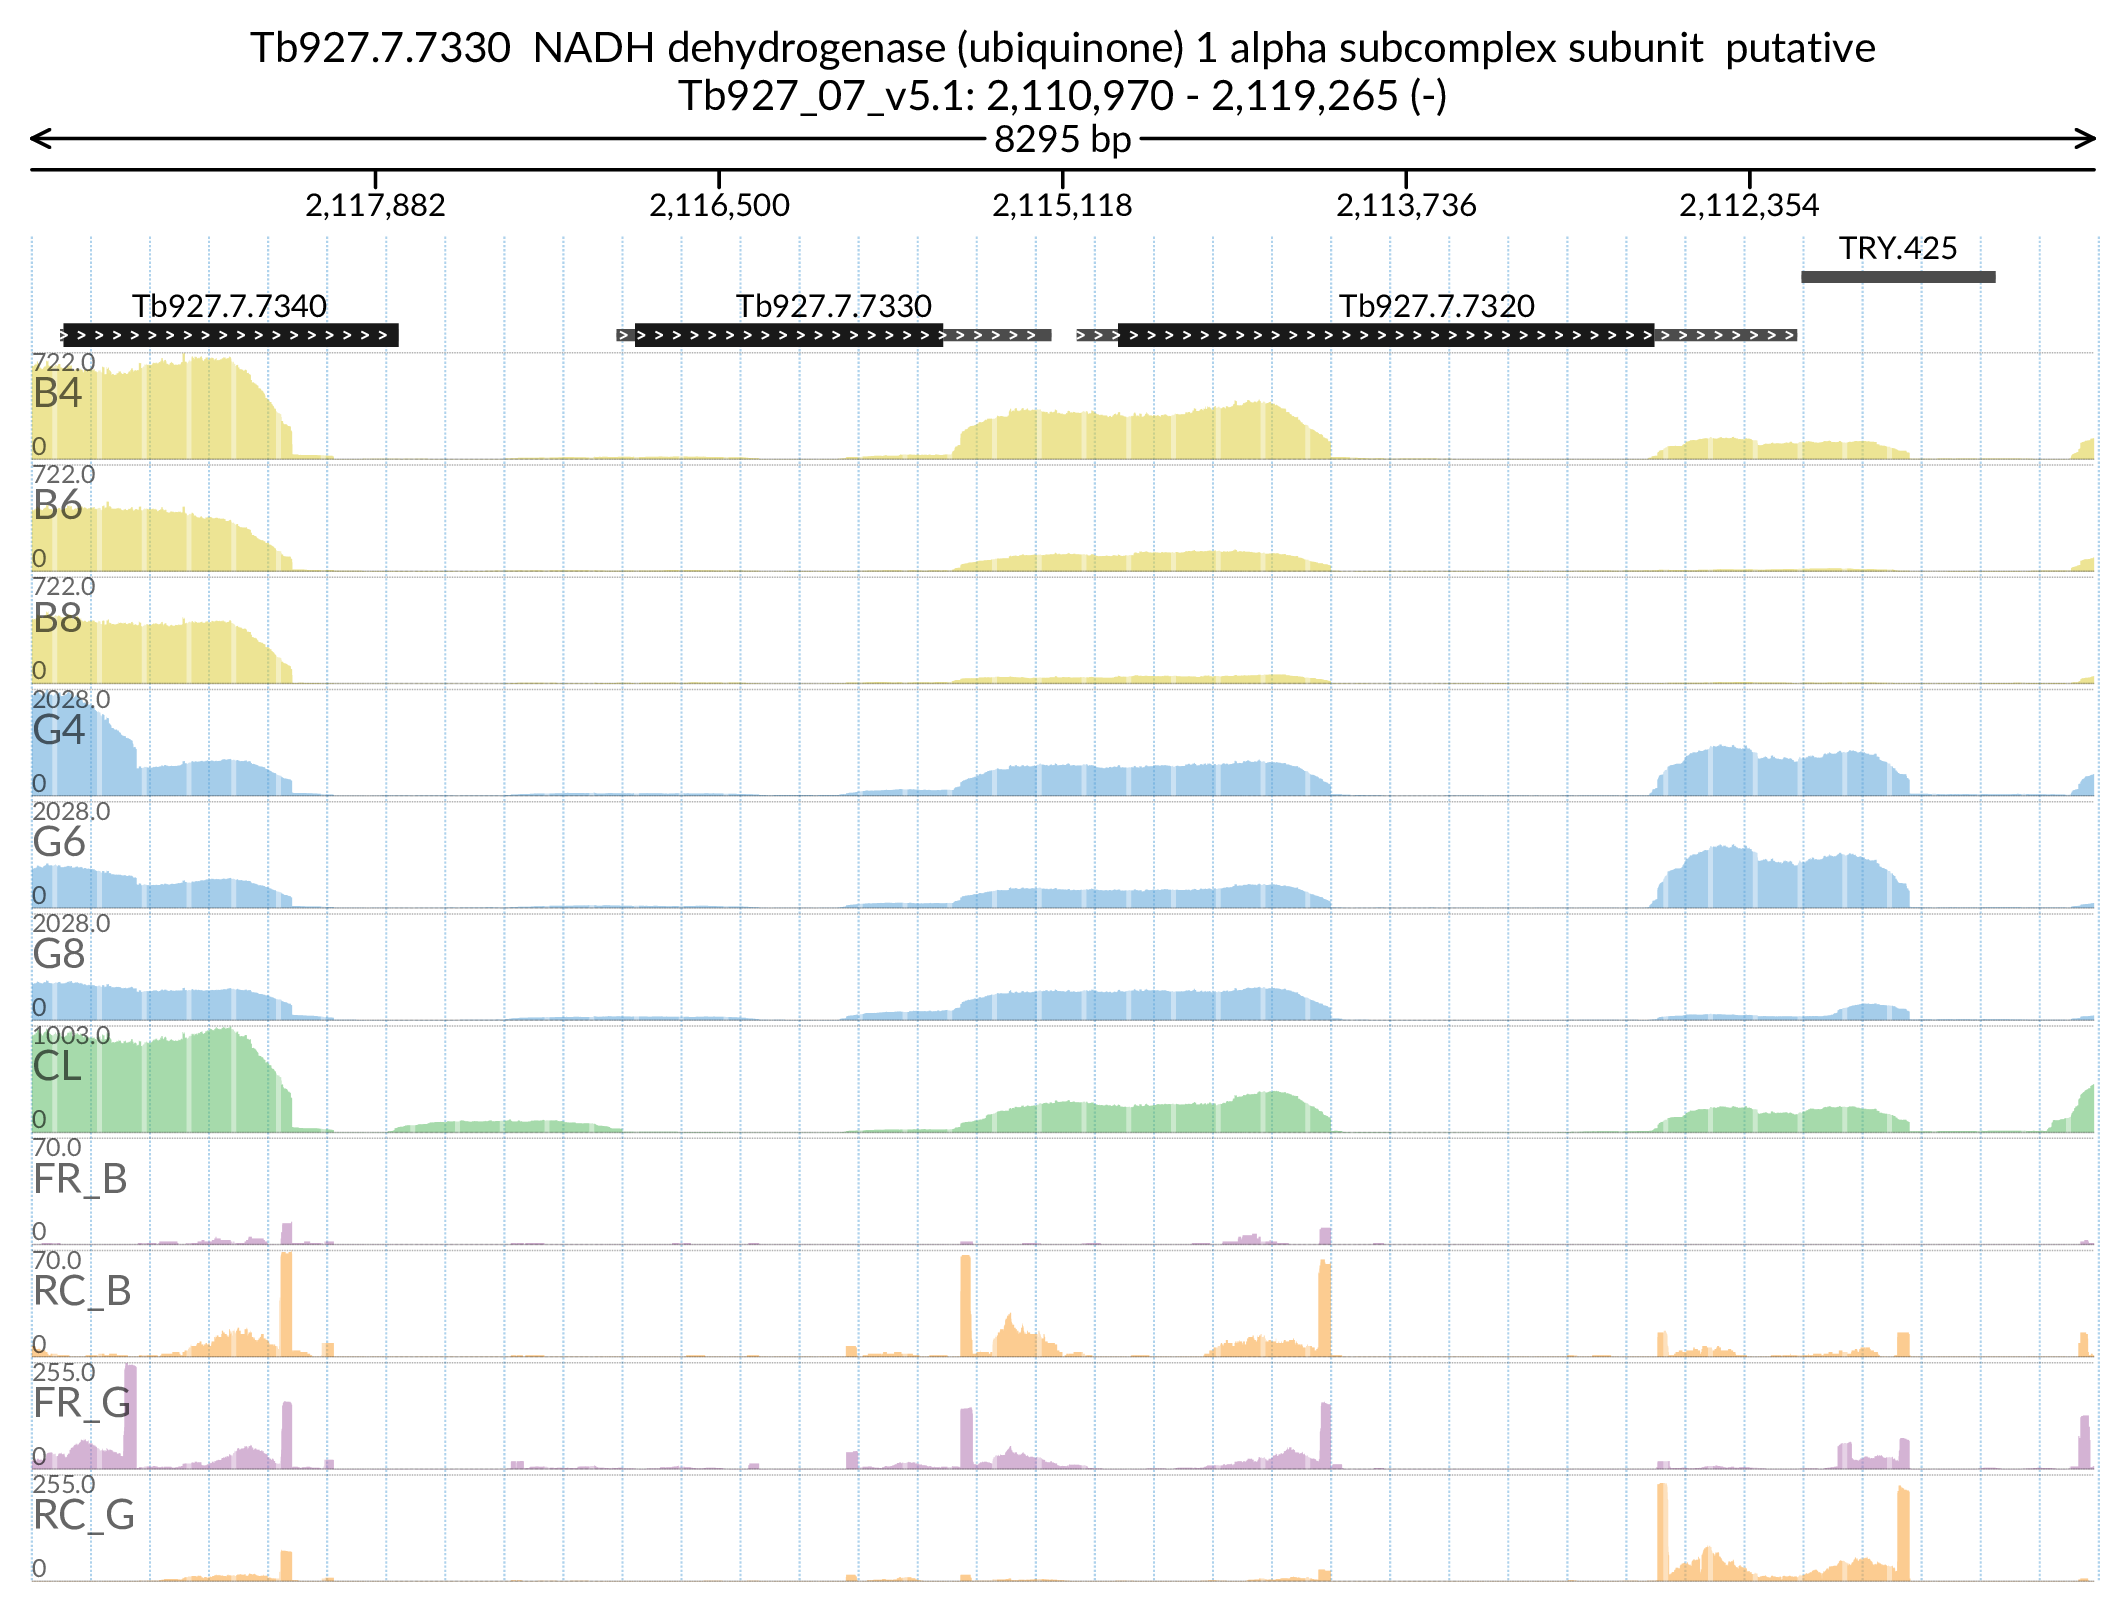 Tb927.7.7330  NADH dehydrogenase (ubiquinone) 1 alpha subcomplex subunit  putative
Tb927_07_v5.1: 2,110,970 - 2,119,265 (-)
8295 bp
2,117,882 2,116,500 2,115,118 2,113,736 2,112,354
TRY.425
Tb927.7.7340 Tb927.7.7330 Tb927.7.7320
722.0
B4
0
722.0
B6
0
722.0
B8
0
2028.0
G4
0
2028.0
G6
0
2028.0
G8
0
1003.0
CL
0
70.0
FR_B
0
70.0
RC_B
0
255.0
FR_G
0
255.0
RC_G
0